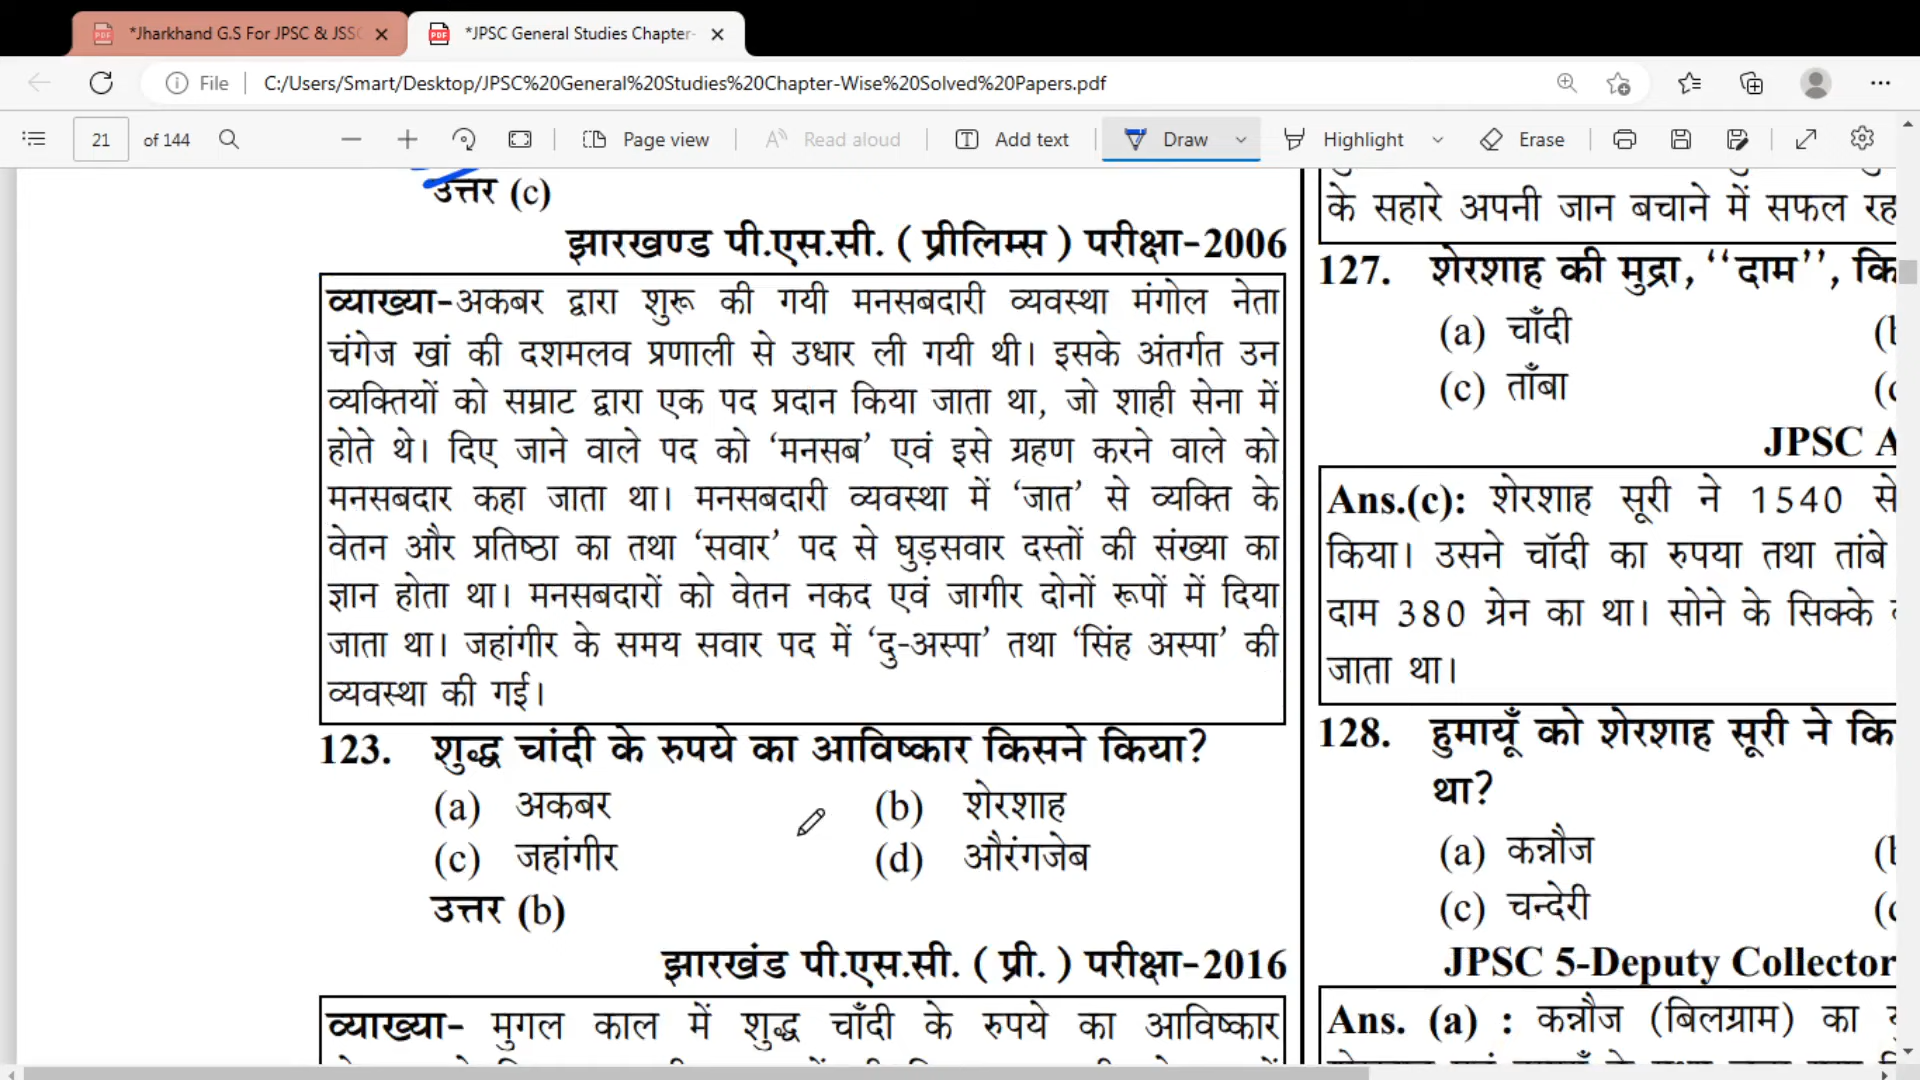 *Jharkhand G.S For JPSC & JSSC
*JPSC General Studies Chapter-
File
C:/Users/Smart/Desktop/JPSC%20General%20Studies%20Chapter-Wise%20Solved%20Papers.pdf
21 of 144
Page view
Read aloud
Add text
Draw
Highlight
Erase
उत्तर (c)
झारखण्ड पी.एस.सी. ( प्रीलिम्स ) परीक्षा-2006
व्याख्या-अकबर द्वारा शुरू की गयी मनसबदारी व्यवस्था मंगोल नेता
चंगेज खां की दशमलव प्रणाली से उधार ली गयी थी। इसके अंतर्गत उन
व्यक्तियों को सम्राट द्वारा एक पद प्रदान किया जाता था, जो शाही सेना में
होते थे। दिए जाने वाले पद को ‘मनसब’ एवं इसे ग्रहण करने वाले को
मनसबदार कहा जाता था। मनसबदारी व्यवस्था में ‘जात’ से व्यक्ति के
वेतन और प्रतिष्ठा का तथा ‘सवार’ पद से घुड़सवार दस्तों की संख्या का
ज्ञान होता था। मनसबदारों को वेतन नकद एवं जागीर दोनों रूपों में दिया
जाता था। जहांगीर के समय सवार पद में ‘दु-अस्पा’ तथा ‘सिंह अस्पा’ की
व्यवस्था की गई।
123. शुद्ध चांदी के रुपये का आविष्कार किसने किया?
(a) अकबर (b) शेरशाह
(c) जहांगीर (d) औरंगजेब
उत्तर (b)
झारखंड पी.एस.सी. ( प्री. ) परीक्षा-2016
व्याख्या- मुगल काल में शुद्ध चाँदी के रुपये का आविष्कार
के सहारे अपनी जान बचाने में सफल रह
127. शेरशाह की मुद्रा, ‘‘दाम’’, कि
(a) चाँदी
(c) ताँबा
JPSC A
Ans.(c): शेरशाह सूरी ने 1540 से
किया। उसने चॉदी का रुपया तथा तांबे
दाम 380 ग्रेन का था। सोने के सिक्के
जाता था।
128. हुमायूँ को शेरशाह सूरी ने कि
था?
(a) कन्नौज
(c) चन्देरी
JPSC 5-Deputy Collector
Ans. (a) : कन्नौज (बिलग्राम) का